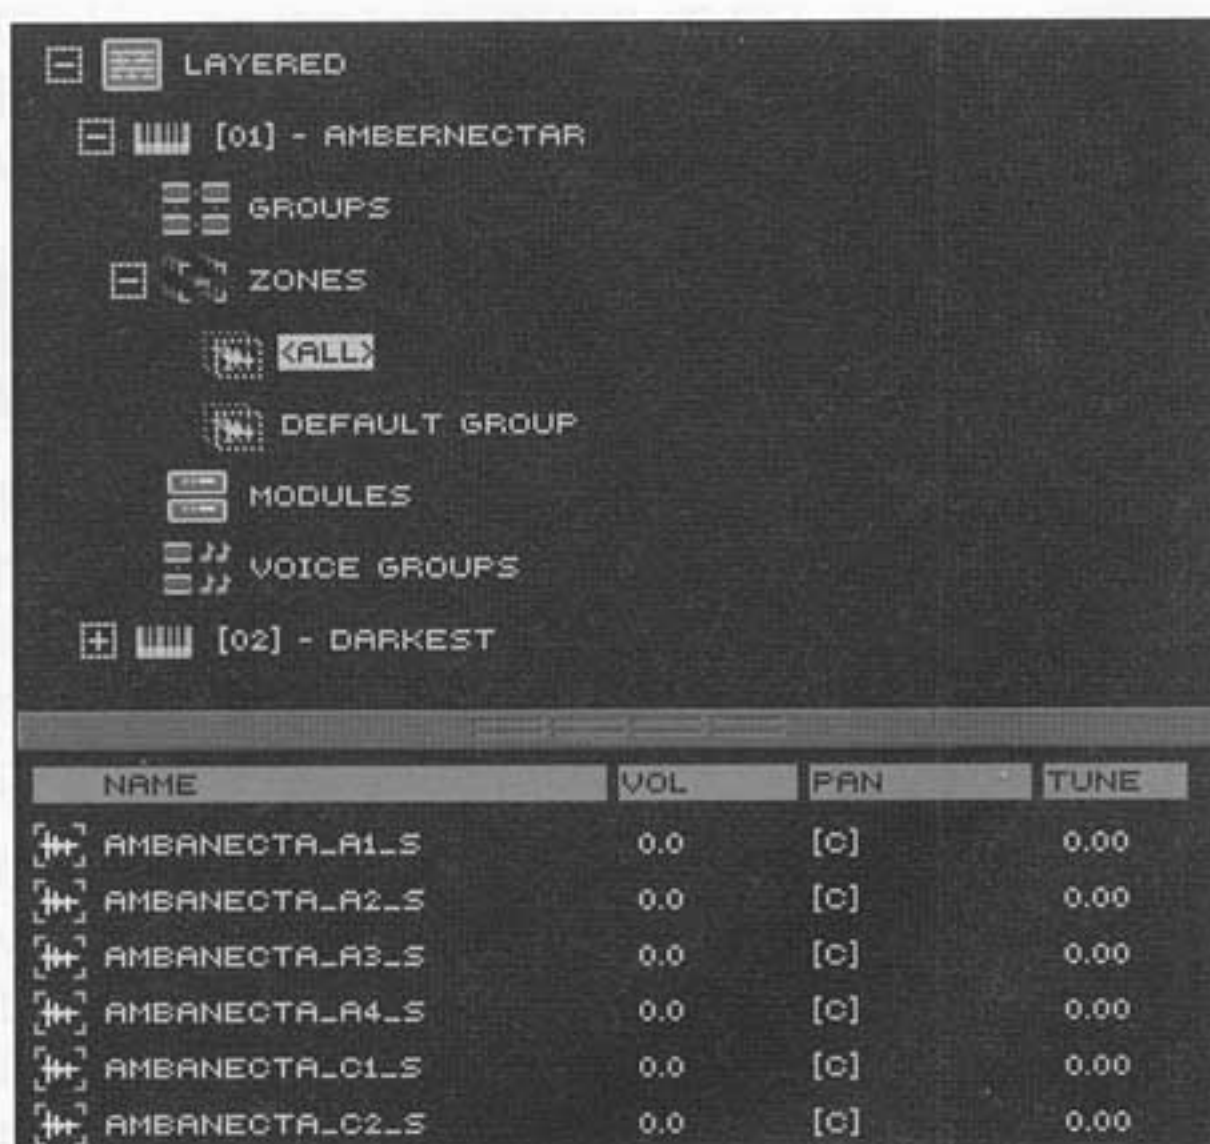 LAYERED
[01] - AMBERNECTAR
GROUPS
ZONES
<ALL>
DEFAULT GROUP
MODULES
VOICE GROUPS
[02] - DARKEST
NAME VOL PAN TUNE
AMBANECTA_A1_S 0.0 [C] 0.00
AMBANECTA_A2_S 0.0 [C] 0.00
AMBANECTA_A3_S 0.0 [C] 0.00
AMBANECTA_A4_S 0.0 [C] 0.00
AMBANECTA_C1_S 0.0 [C] 0.00
AMBANECTA_C2_S 0.0 [C] 0.00